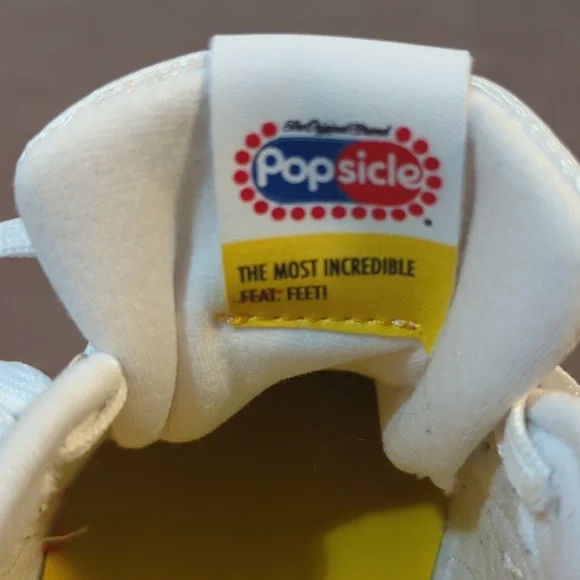 The Original Brand
Popsicle
THE MOST INCREDIBLE
FEAT. FEET!